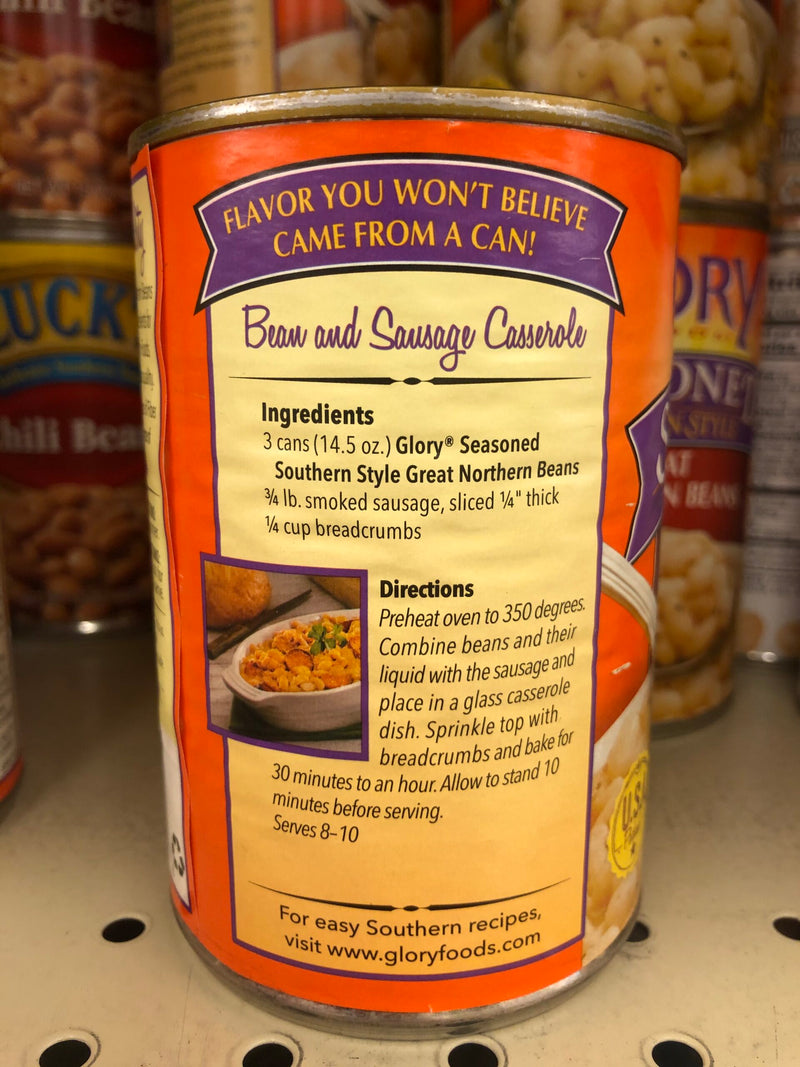 FLAVOR YOU WON'T BELIEVE
CAME FROM A CAN!
Bean and Sausage Casserole
Ingredients
3 cans (14.5 oz.) Glory® Seasoned
Southern Style Great Northern Beans
¾ lb. smoked sausage, sliced ¼" thick
¼ cup breadcrumbs
Directions
Preheat oven to 350 degrees.
Combine beans and their
liquid with the sausage and
place in a glass casserole
dish. Sprinkle top with
breadcrumbs and bake for
30 minutes to an hour. Allow to stand 10
minutes before serving.
Serves 8–10
For easy Southern recipes,
visit www.gloryfoods.com
U.S.
BEANS